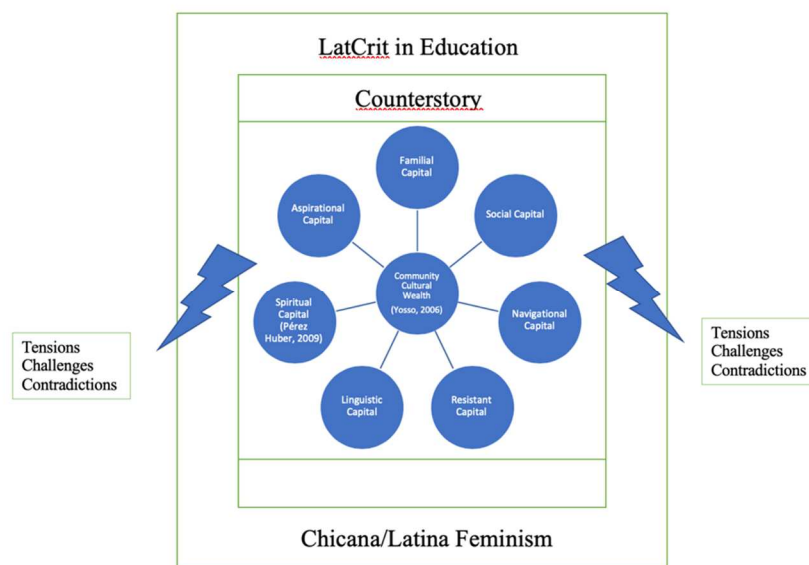 LatCrit in Education
Counterstory
Familial
Capital
Aspirational
Capital
Social Capital
Community
Cultural
Wealth
(Yosso, 2006)
Spiritual
Capital
(Pérez
Huber, 2009)
Navigational
Capital
Linguistic
Capital
Resistant
Capital
Tensions
Challenges
Contradictions
Tensions
Challenges
Contradictions
Chicana/Latina Feminism